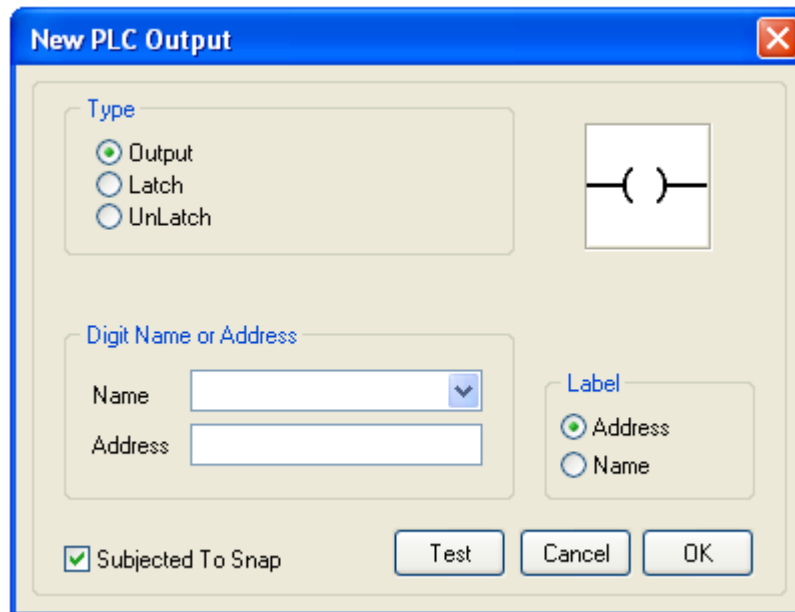 New PLC Output
Type
Output
Latch
UnLatch
Digit Name or Address
Name
Address
Label
Address
Name
Subjected To Snap
Test
Cancel
OK